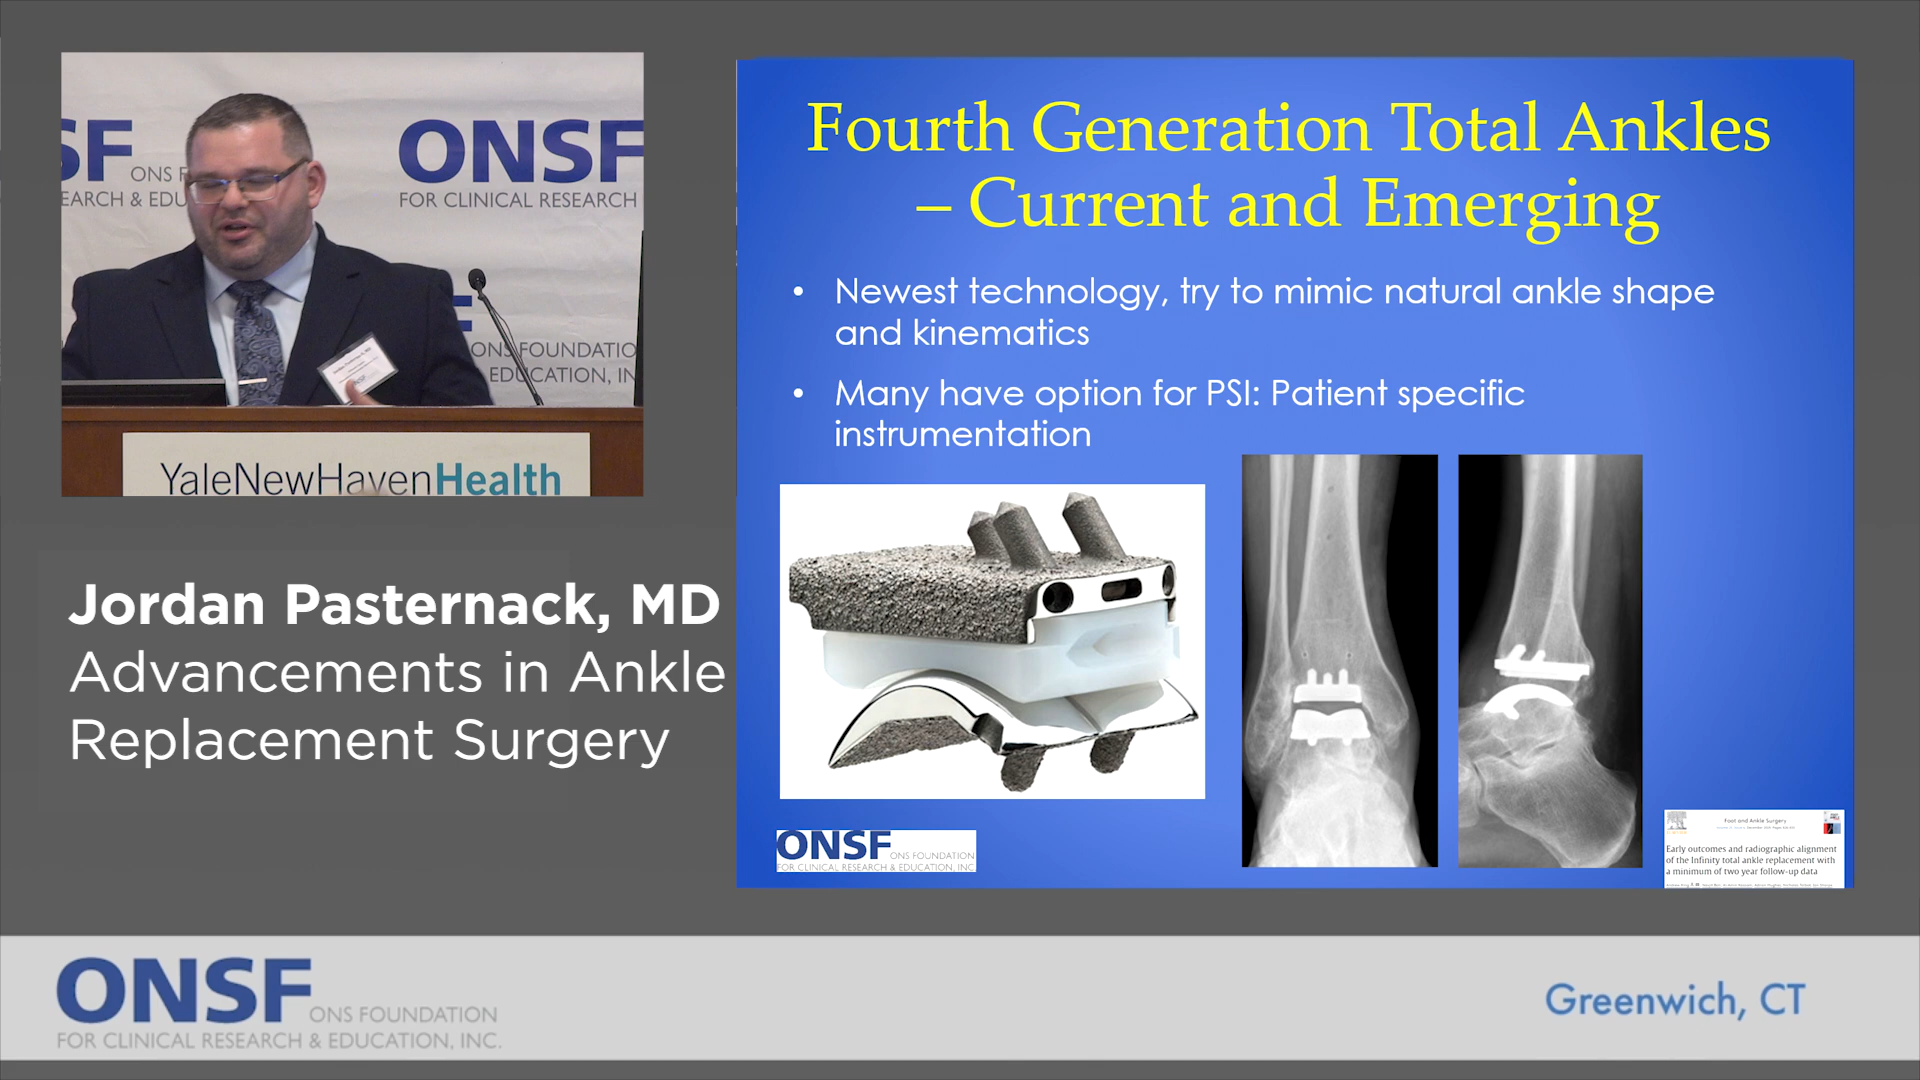 SF
ONS F
EARCH & EDU
ONSF
FOR CLINICAL RESEARCH
ONS FOUNDATIO
EDUCATION, IN
YaleNewHavenHealth
Jordan Pasternack, MD
Advancements in Ankle
Replacement Surgery
Fourth Generation Total Ankles
– Current and Emerging
• Newest technology, try to mimic natural ankle shape
and kinematics
• Many have option for PSI: Patient specific
instrumentation
ONSF ONS FOUNDATION
FOR CLINICAL RESEARCH & EDUCATION, INC.
Foot and Ankle Surgery
Early outcomes and radiographic alignment
of the Infinity total ankle replacement with
a minimum of two year follow-up data
ONSF ONS FOUNDATION
FOR CLINICAL RESEARCH & EDUCATION, INC.
Greenwich, CT